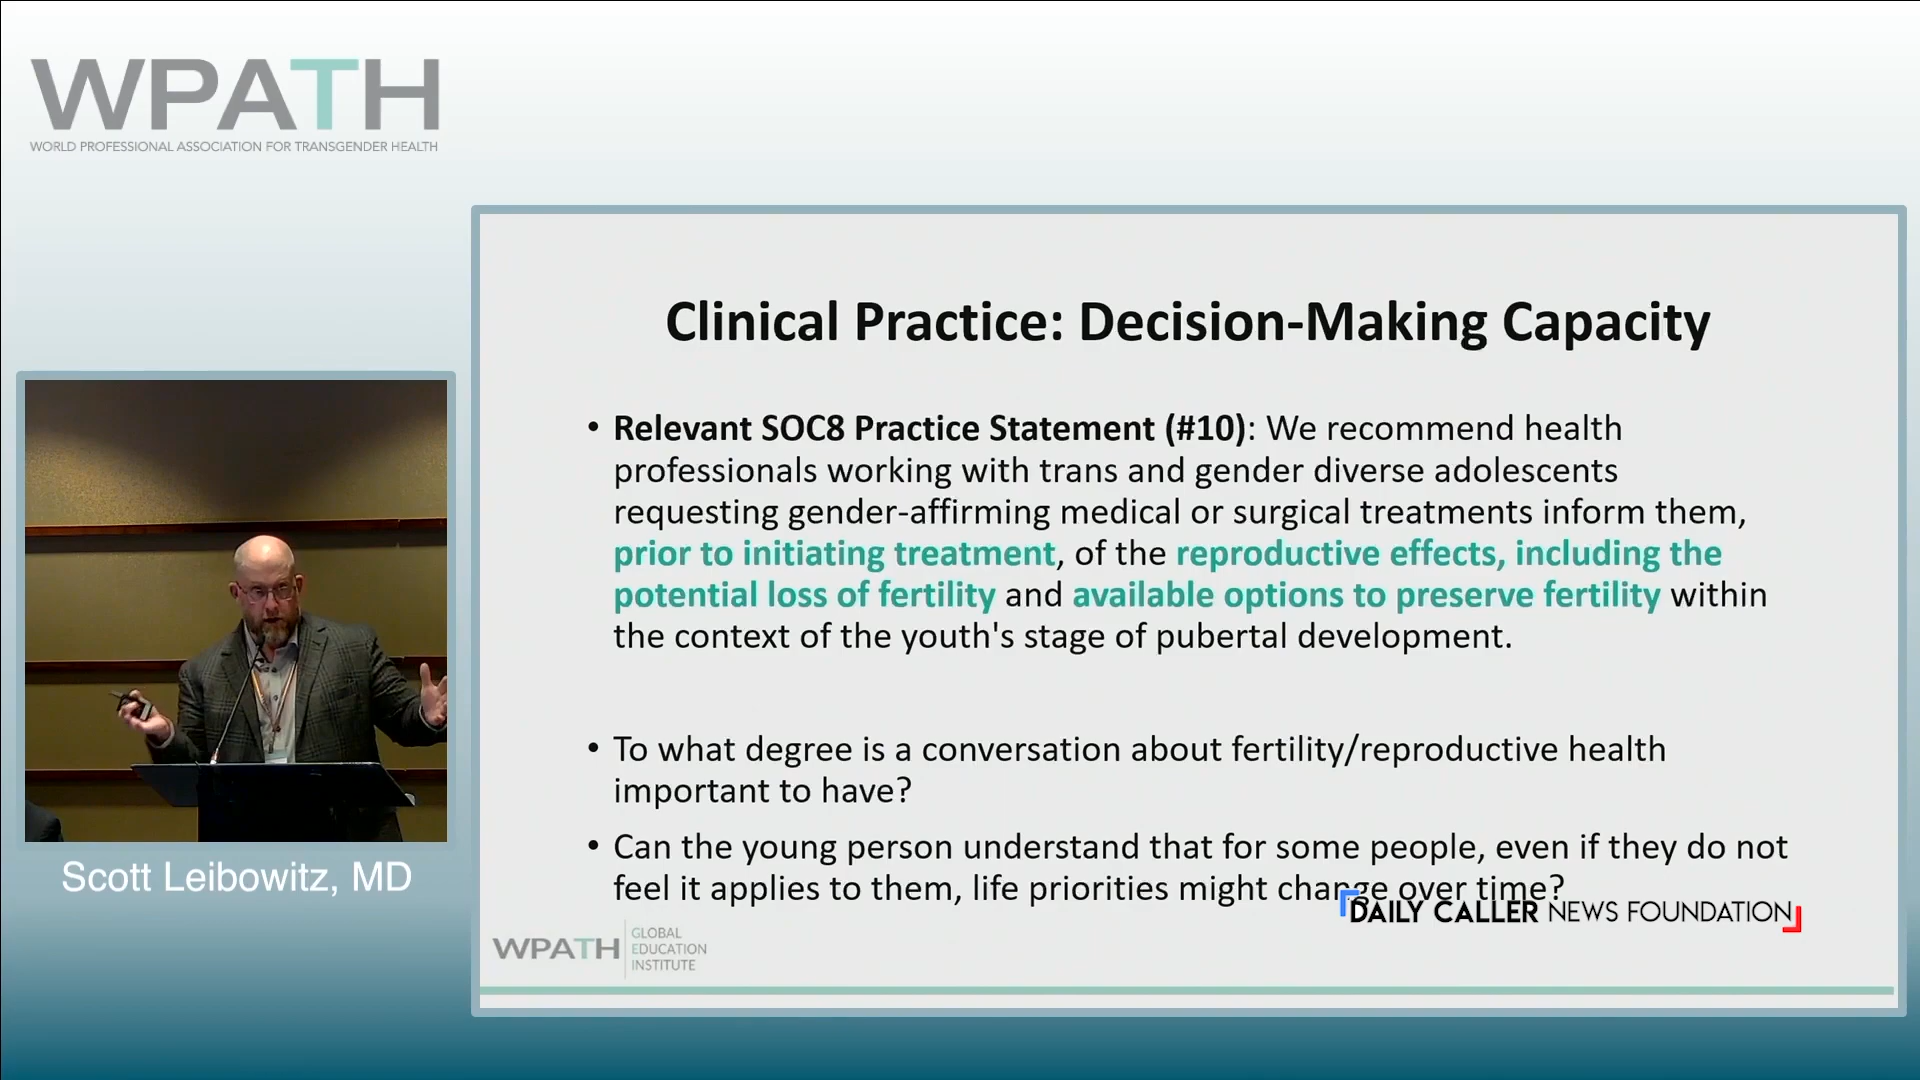 WPATH
WORLD PROFESSIONAL ASSOCIATION FOR TRANSGENDER HEALTH
Clinical Practice: Decision-Making Capacity
• Relevant SOC8 Practice Statement (#10): We recommend health
professionals working with trans and gender diverse adolescents
requesting gender-affirming medical or surgical treatments inform them,
prior to initiating treatment, of the reproductive effects, including the
potential loss of fertility and available options to preserve fertility within
the context of the youth's stage of pubertal development.
• To what degree is a conversation about fertility/reproductive health
important to have?
• Can the young person understand that for some people, even if they do not
feel it applies to them, life priorities might change over time?
DAILY CALLER NEWS FOUNDATION
WPATH
GLOBAL
EDUCATION
INSTITUTE
Scott Leibowitz, MD